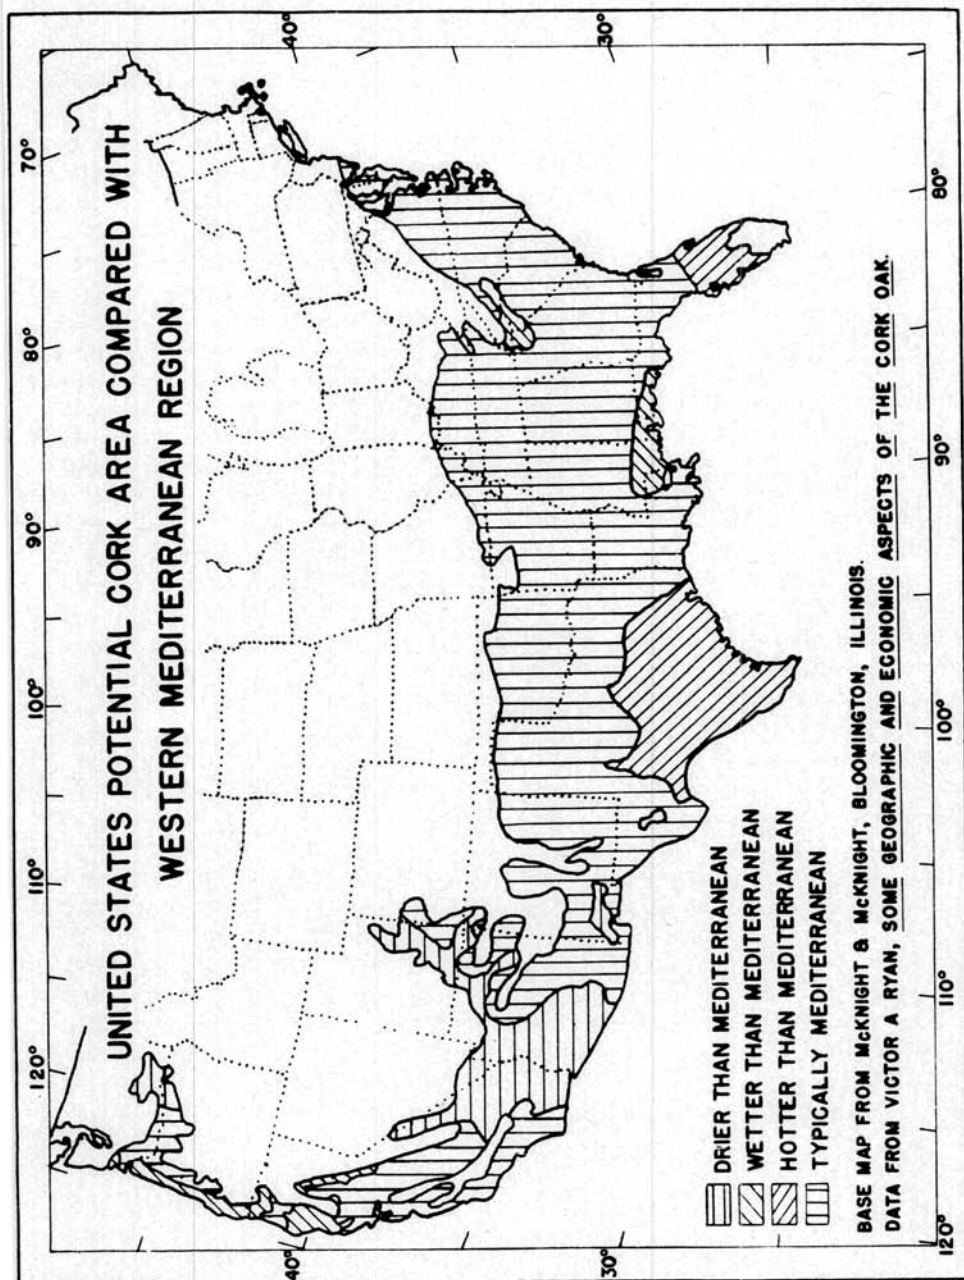 UNITED STATES POTENTIAL CORK AREA COMPARED WITH
WESTERN MEDITERRANEAN REGION
70°
80°
90°
100°
110°
120°
40°
30°
40°
30°
80°
90°
100°
110°
120°
DRIER THAN MEDITERRANEAN
WETTER THAN MEDITERRANEAN
HOTTER THAN MEDITERRANEAN
TYPICALLY MEDITERRANEAN
BASE MAP FROM McKNIGHT & McKNIGHT, BLOOMINGTON, ILLINOIS.
DATA FROM VICTOR A RYAN, SOME GEOGRAPHIC AND ECONOMIC ASPECTS OF THE CORK OAK.